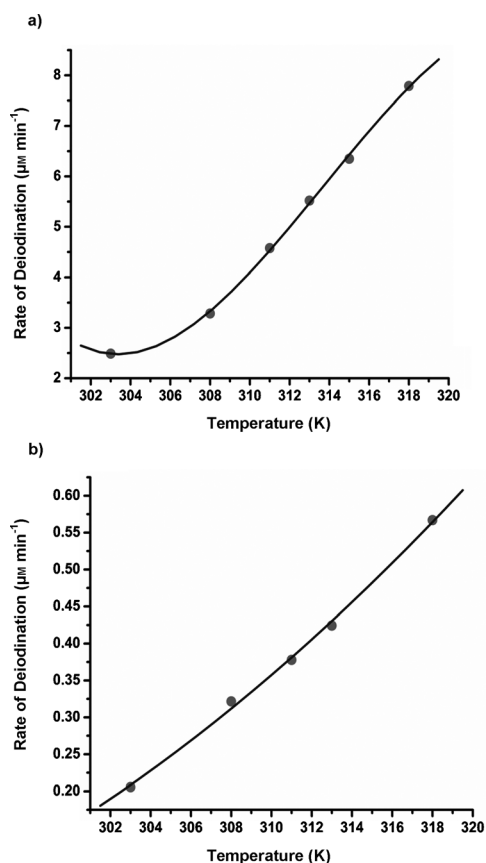 a)
Rate of Deiodination (µM min⁻¹)
8
7
6
5
4
3
2
302 304 306 308 310 312 314 316 318 320
Temperature (K)
b)
Rate of Deiodination (µM min⁻¹)
0.60
0.55
0.50
0.45
0.40
0.35
0.30
0.25
0.20
302 304 306 308 310 312 314 316 318 320
Temperature (K)